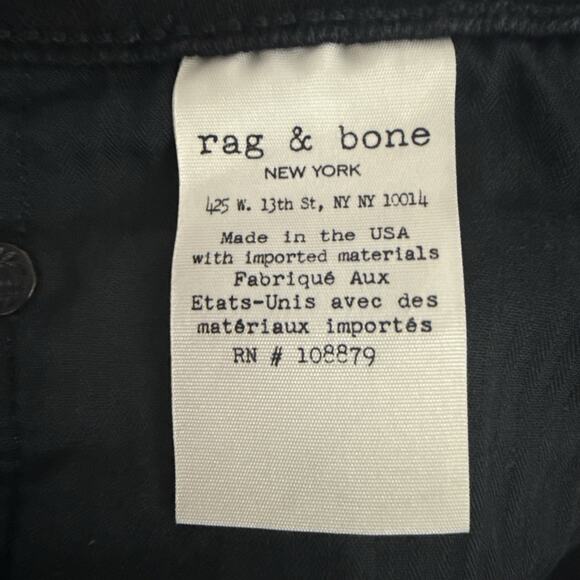 rag & bone
NEW YORK
425 W. 13th St, NY NY 10014
Made in the USA
with imported materials
Fabriqué Aux
Etats-Unis avec des
matériaux importés
RN # 108879